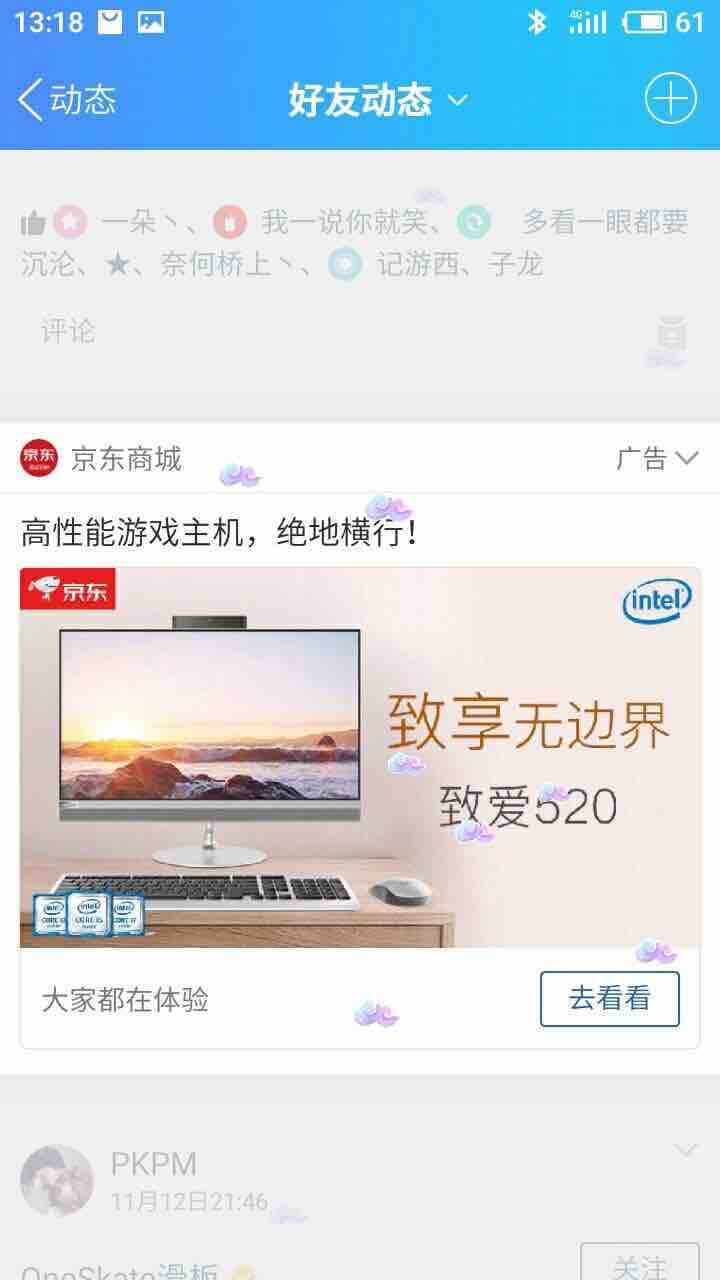 13:18 4G 61
动态 好友动态
一朵丶、我一说你就笑、多看一眼都要
沉沦、★、奈何桥上丶、记游西、子龙
评论
京东 京东商城 广告
高性能游戏主机，绝地横行！
京东
intel
致享无边界
致爱520
intel intel intel
CORE i5
大家都在体验 去看看
PKPM
11月12日21:46
OneSkate滑板
关注